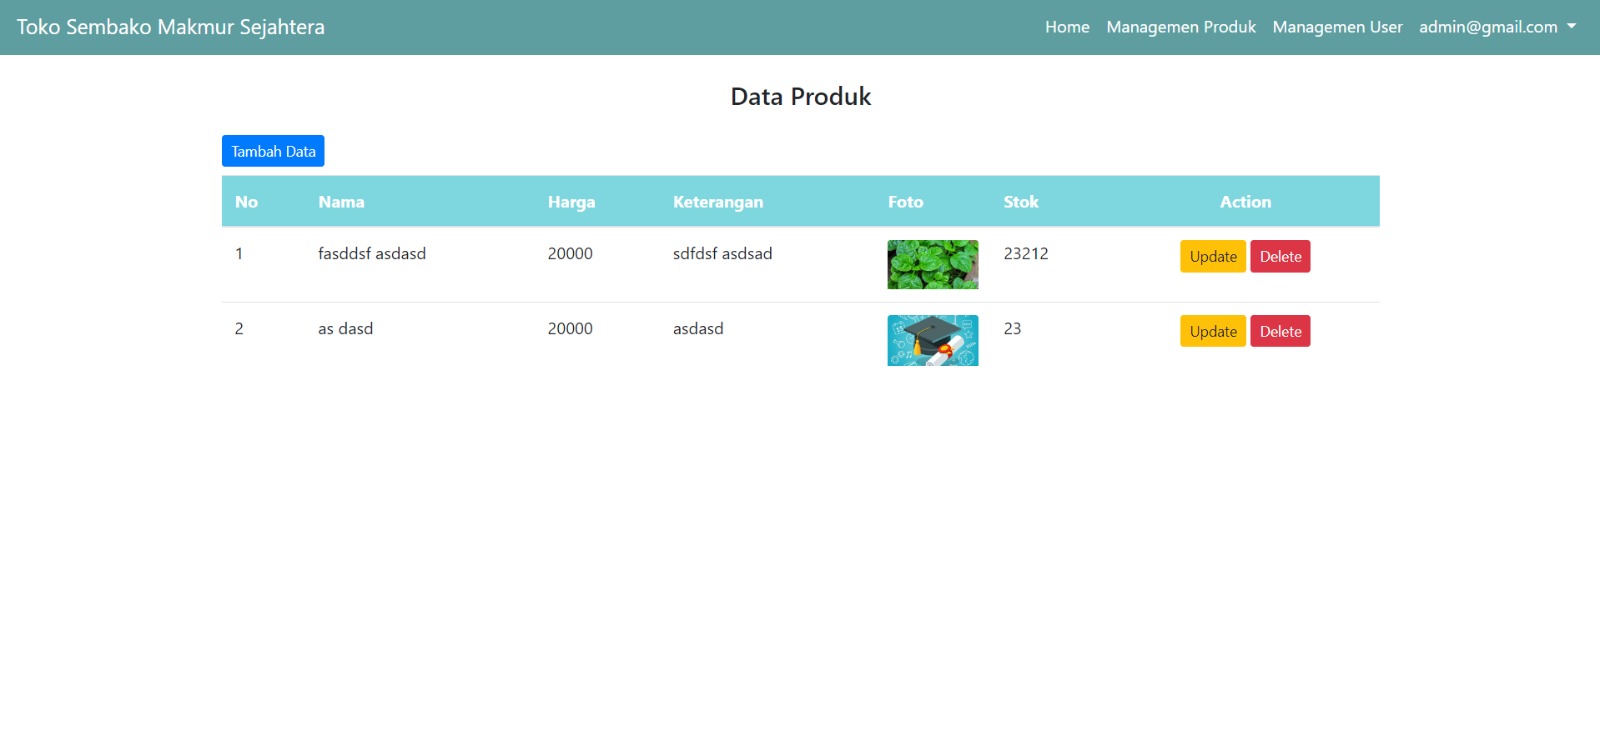 Toko Sembako Makmur Sejahtera Home Managemen Produk Managemen User admin@gmail.com
Data Produk
Tambah Data
No Nama Harga Keterangan Foto Stok Action
1 fasddsf asdasd 20000 sdfdsf asdsad 23212 Update Delete
2 as dasd 20000 asdasd 23 Update Delete